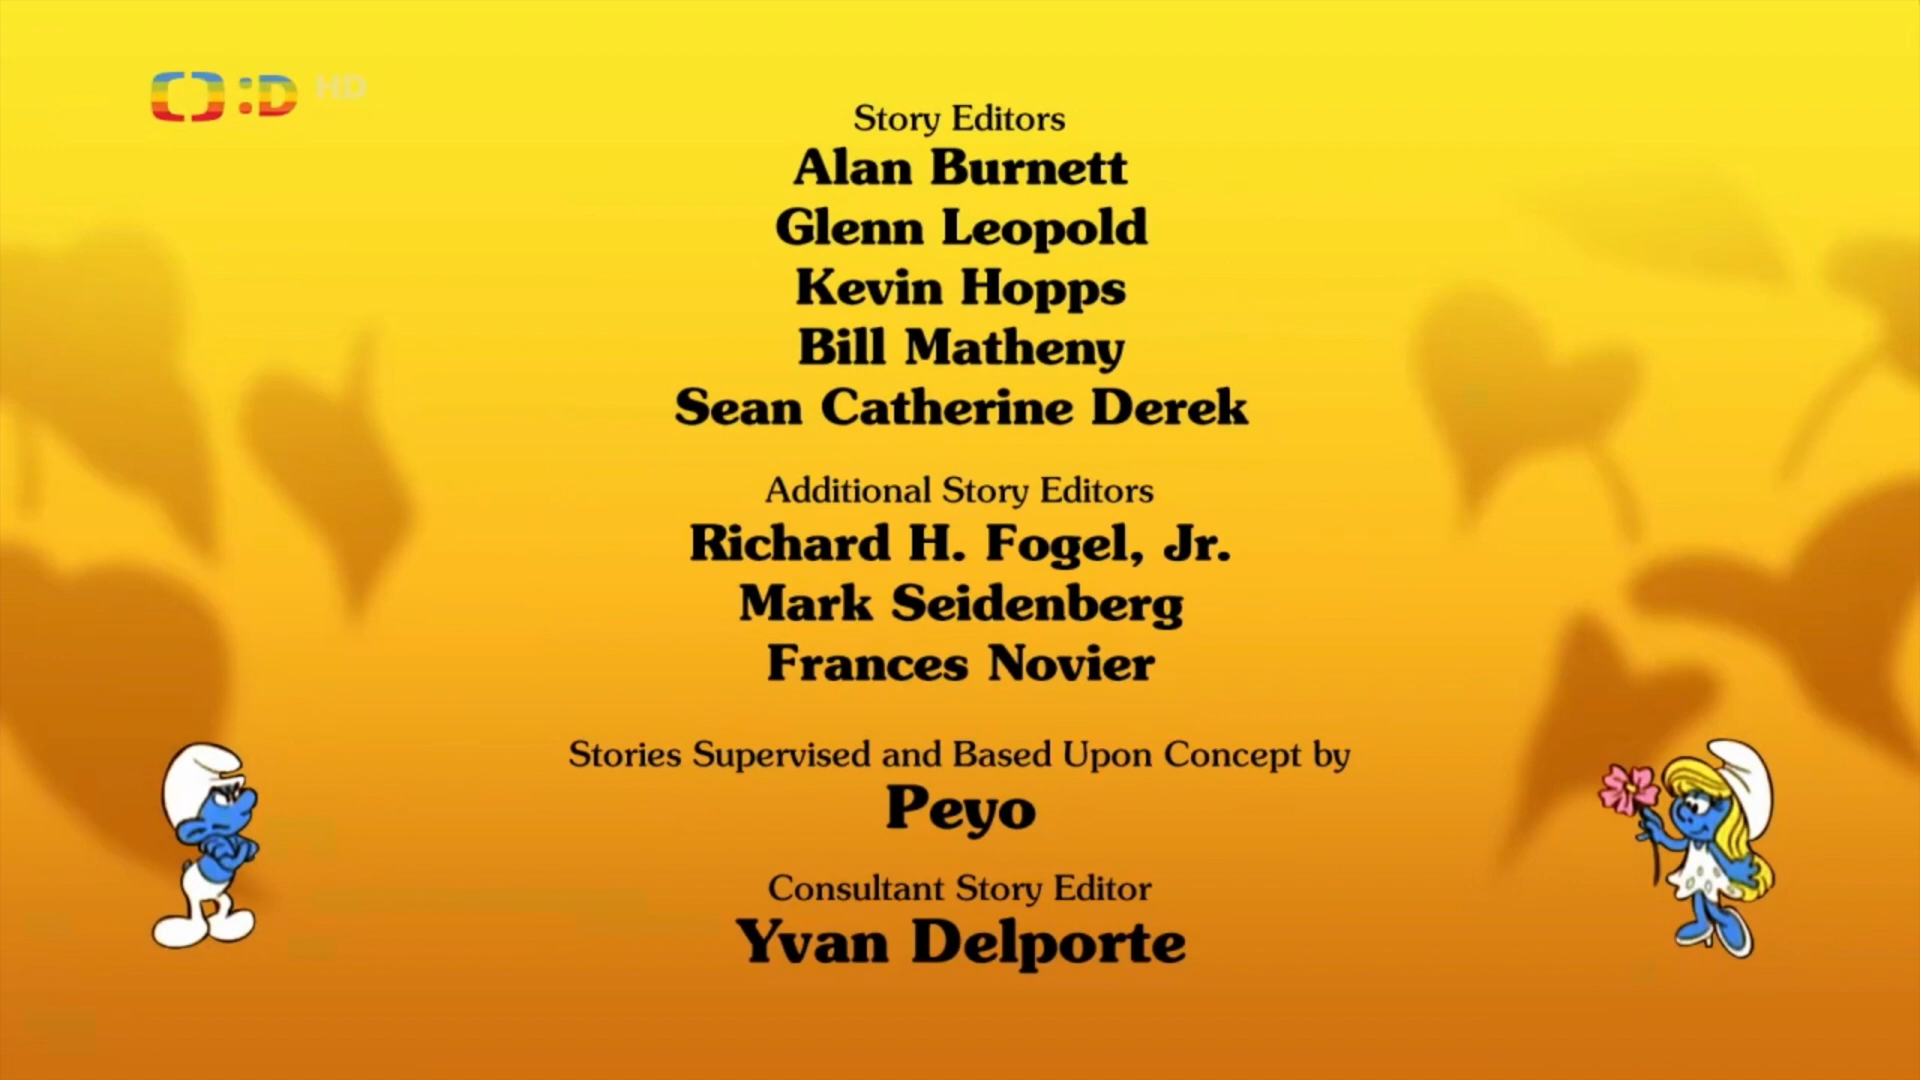 :D HD
Story Editors
Alan Burnett
Glenn Leopold
Kevin Hopps
Bill Matheny
Sean Catherine Derek
Additional Story Editors
Richard H. Fogel, Jr.
Mark Seidenberg
Frances Novier
Stories Supervised and Based Upon Concept by
Peyo
Consultant Story Editor
Yvan Delporte